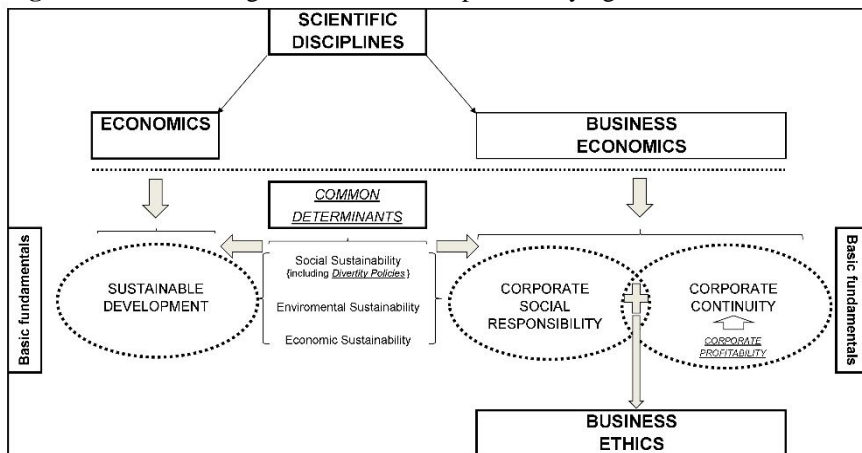 SCIENTIFIC
DISCIPLINES
ECONOMICS
BUSINESS
ECONOMICS
COMMON
DETERMINANTS
Basic fundamentals
SUSTAINABLE
DEVELOPMENT
Social Sustainability
{including Divertity Policies }
Enviromental Sustainability
Economic Sustainability
CORPORATE
SOCIAL
RESPONSIBILITY
CORPORATE
CONTINUITY
CORPORATE
PROFITABILITY
Basic fundamentals
BUSINESS
ETHICS